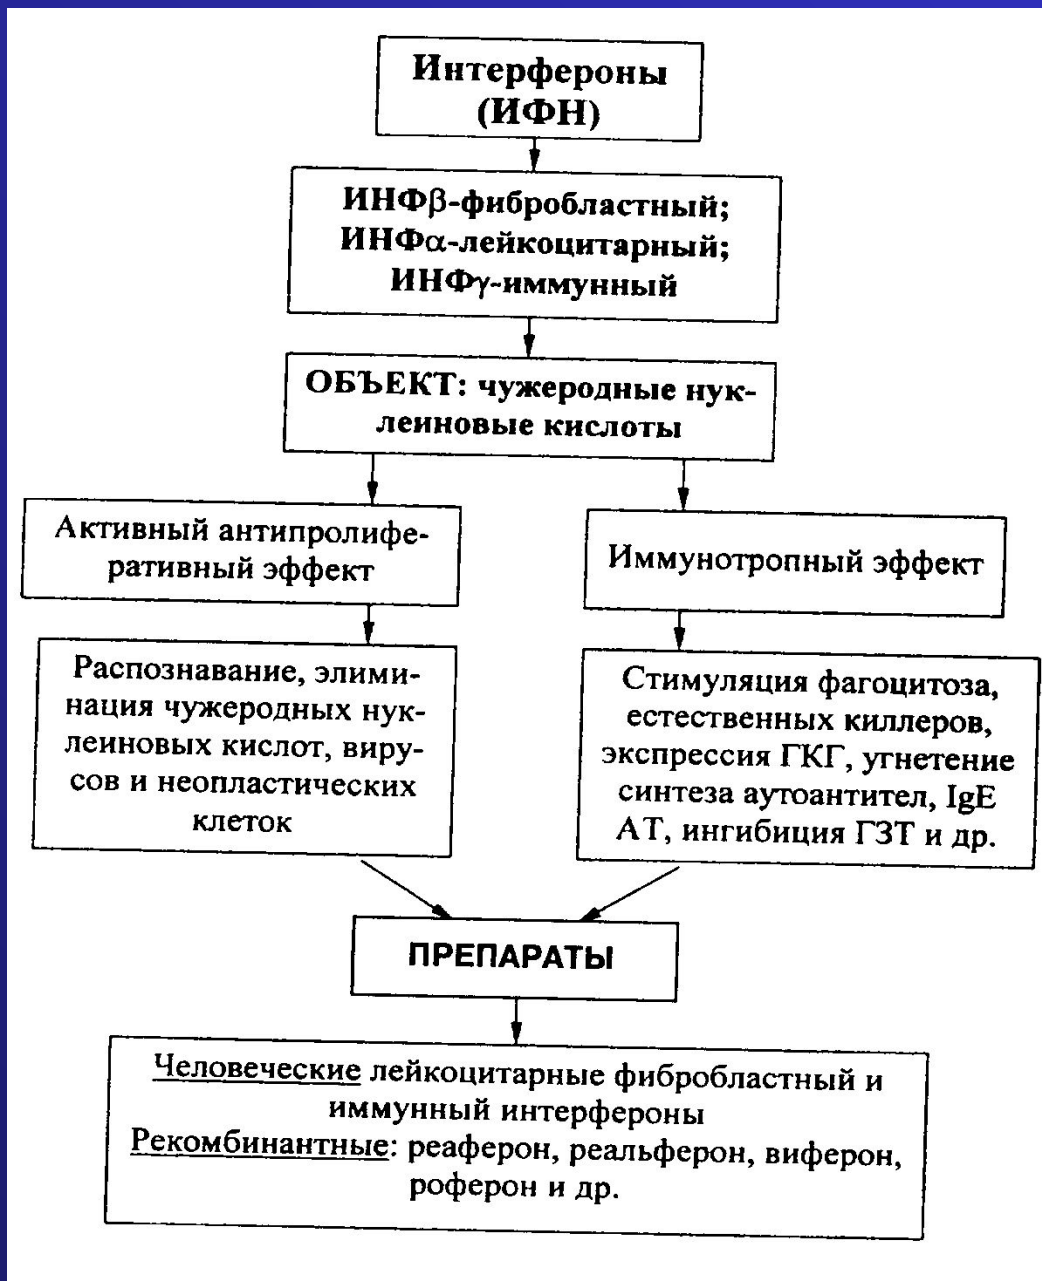 Интерфероны
(ИФН)
ИНФβ-фибробластный;
ИНФα-лейкоцитарный;
ИНФγ-иммунный
ОБЪЕКТ: чужеродные нук-
леиновые кислоты
Активный антипролифе-
ративный эффект
Иммунотропный эффект
Распознавание, элими-
нация чужеродных нук-
леиновых кислот, виру-
сов и неопластических
клеток
Стимуляция фагоцитоза,
естественных киллеров,
экспрессия ГКГ, угнетение
синтеза аутоантител, IgE
АТ, ингибиция ГЗТ и др.
ПРЕПАРАТЫ
Человеческие лейкоцитарные фибробластный и
иммунный интерфероны
Рекомбинантные: реаферон, реальферон, виферон,
роферон и др.